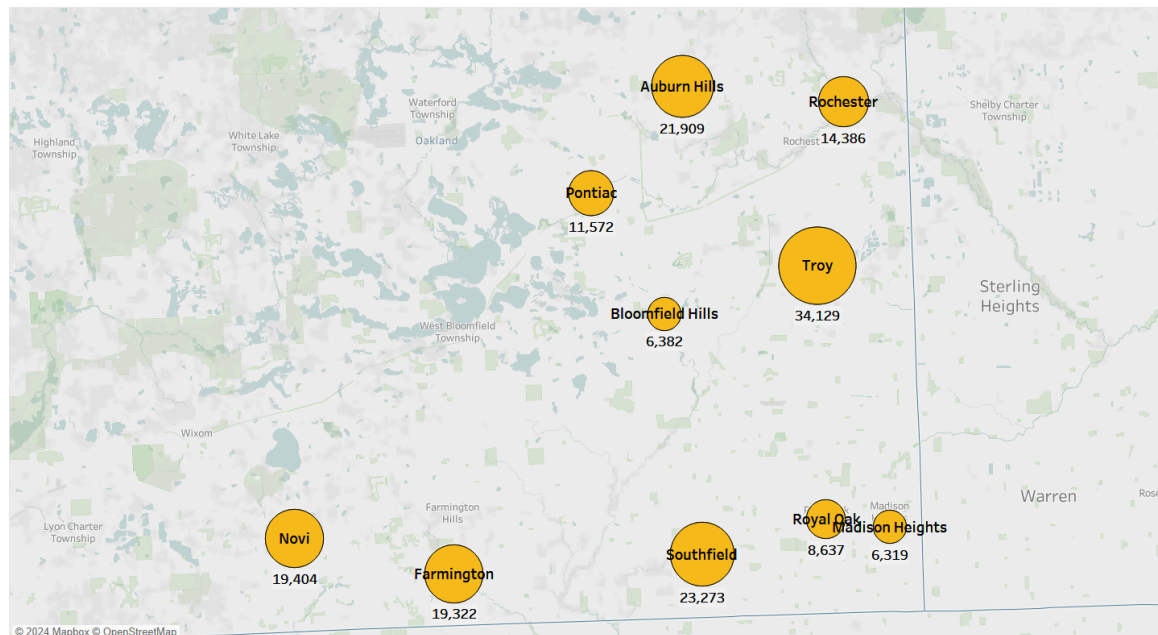 Auburn Hills
21,909
Rochester
14,386
Rochest
Shelby Charter
Township
Waterford
Township
Oakland
White Lake
Township
Highland
Township
Pontiac
11,572
Troy
34,129
Sterling
Heights
Bloomfield Hills
6,382
West Bloomfield
Township
Wixom
Warren
Rose
Farmington
Hills
Lyon Charter
Township
Novi
19,404
Farmington
19,322
Southfield
23,273
Royal Oak
8,637
Madison
Madison Heights
6,319
© 2024 Mapbox © OpenStreetMap